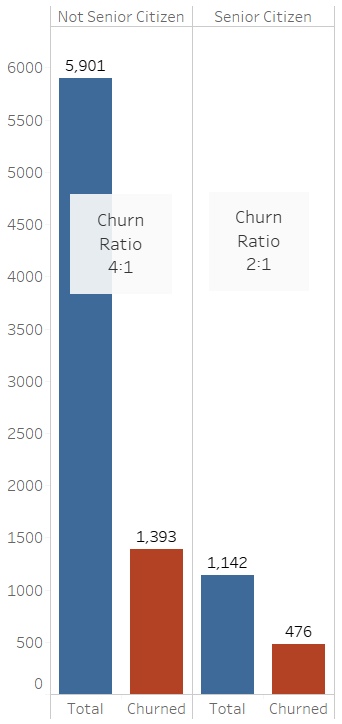 Not Senior Citizen
Senior Citizen
6000
5500
5000
4500
4000
3500
3000
2500
2000
1500
1000
500
0
5,901
Churn
Ratio
4:1
1,393
Churn
Ratio
2:1
1,142
476
Total
Churned
Total
Churned